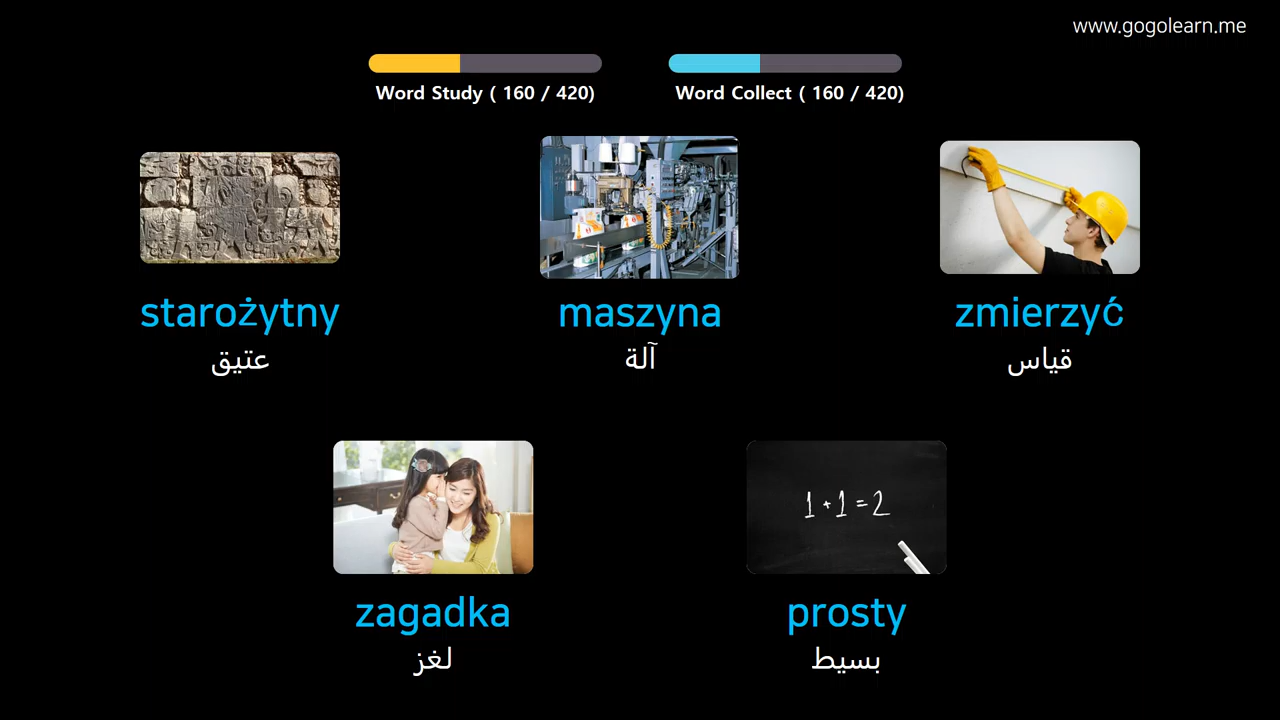 www.gogolearn.me
Word Study ( 160 / 420)
Word Collect ( 160 / 420)
starożytny
عتيق
maszyna
آلة
zmierzyć
قياس
zagadka
لغز
1+1=2
prosty
بسيط